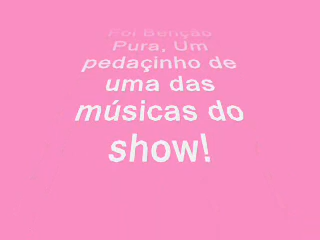 Foi Benção
Pura, Um
pedaçinho de
uma das
músicas do
show!